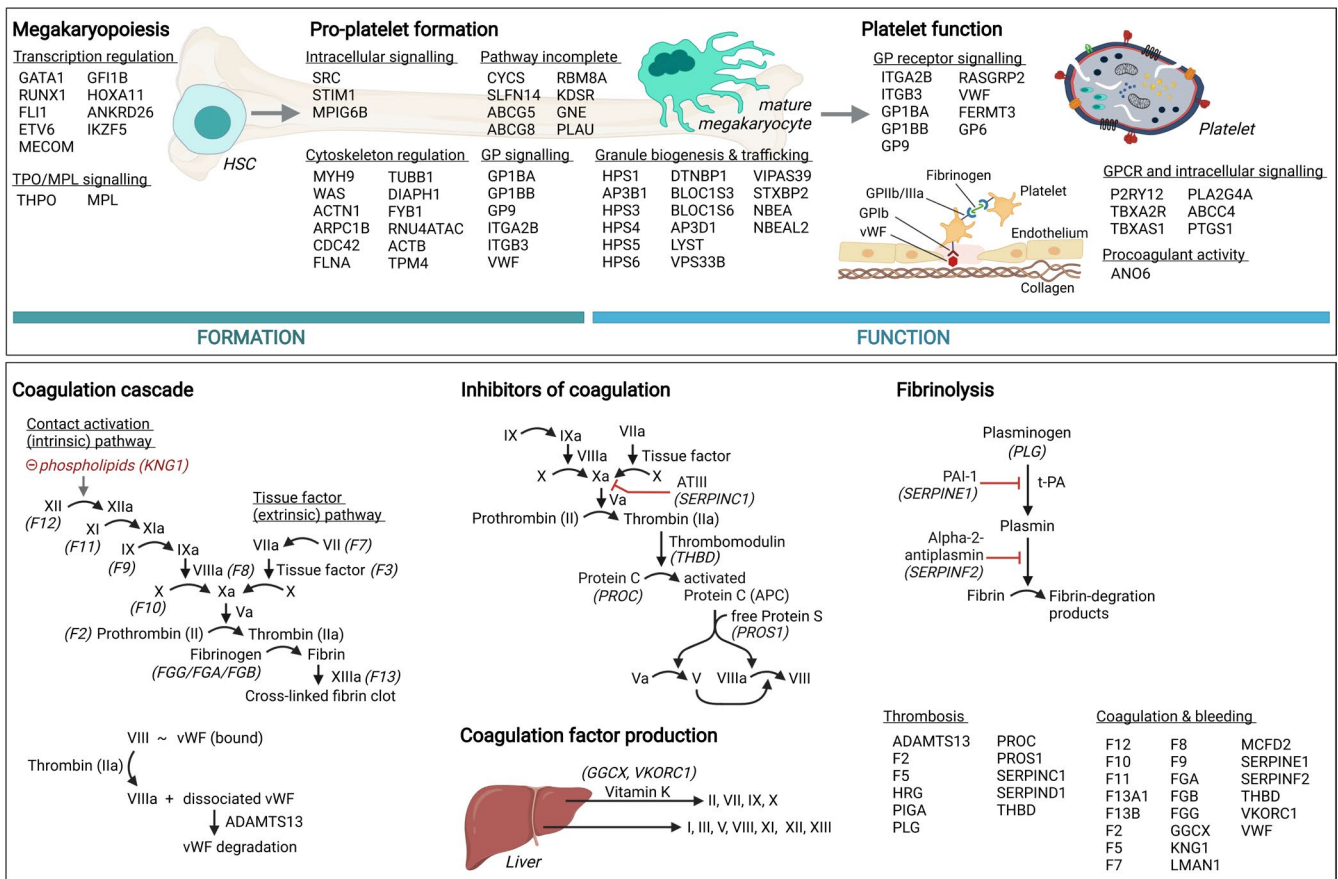 Megakaryopoiesis
Transcription regulation
GATA1 GFI1B
RUNX1 HOXA11
FLI1 ANKRD26
ETV6 IKZF5
MECOM
TPO/MPL signalling
THPO MPL
HSC
Pro-platelet formation
Intracellular signalling
SRC
STIM1
MPIG6B
Pathway incomplete
CYCS RBM8A
SLFN14 KDSR
ABCG5 GNE
ABCG8 PLAU
mature
megakaryocyte
Cytoskeleton regulation
MYH9 TUBB1
WAS DIAPH1
ACTN1 FYB1
ARPC1B RNU4ATAC
CDC42 ACTB
FLNA TPM4
GP signalling
GP1BA
GP1BB
GP9
ITGA2B
ITGB3
VWF
Granule biogenesis & trafficking
HPS1 DTNBP1 VIPAS39
AP3B1 BLOC1S3 STXBP2
HPS3 BLOC1S6 NBEA
HPS4 AP3D1 NBEAL2
HPS5 LYST
HPS6 VPS33B
Platelet function
GP receptor signalling
ITGA2B RASGRP2
ITGB3 VWF
GP1BA FERMT3
GP1BB GP6
GP9
Platelet
Fibrinogen
GPIIb/IIIa
Platelet
GPIb
vWF
Endothelium
Collagen
GPCR and intracellular signalling
P2RY12 PLA2G4A
TBXA2R ABCC4
TBXAS1 PTGS1
Procoagulant activity
ANO6
FORMATION
FUNCTION
Coagulation cascade
Contact activation
(intrinsic) pathway
⊖ phospholipids (KNG1)
XII XIIa
(F12)
XI XIa
(F11)
IX IXa
(F9)
Tissue factor
(extrinsic) pathway
VIIa VII (F7)
VIIIa (F8) Tissue factor (F3)
X Xa X
(F10)
Va
(F2) Prothrombin (II) Thrombin (IIa)
Fibrinogen Fibrin
(FGG/FGA/FGB)
XIIIa (F13)
Cross-linked fibrin clot
VIII ~ vWF (bound)
Thrombin (IIa)
VIIIa + dissociated vWF
ADAMTS13
vWF degradation
Inhibitors of coagulation
IX IXa VIIa
VIIIa Tissue factor
X Xa X
ATIII
(SERPINC1)
Va
Prothrombin (II) Thrombin (IIa)
Thrombomodulin
(THBD)
Protein C activated
(PROC) Protein C (APC)
free Protein S
(PROS1)
Va V VIIIa VIII
Coagulation factor production
(GGCX, VKORC1)
Vitamin K
II, VII, IX, X
I, III, V, VIII, XI, XII, XIII
Liver
Fibrinolysis
Plasminogen
(PLG)
PAI-1 t-PA
(SERPINE1)
Plasmin
Alpha-2-
antiplasmin
(SERPINF2)
Fibrin Fibrin-degration
products
Thrombosis
ADAMTS13 PROC
F2 PROS1
F5 SERPINC1
HRG SERPIND1
PIGA THBD
PLG
Coagulation & bleeding
F12 F8 MCFD2
F10 F9 SERPINE1
F11 FGA SERPINF2
F13A1 FGB THBD
F13B FGG VKORC1
F2 GGCX VWF
F5 KNG1
F7 LMAN1